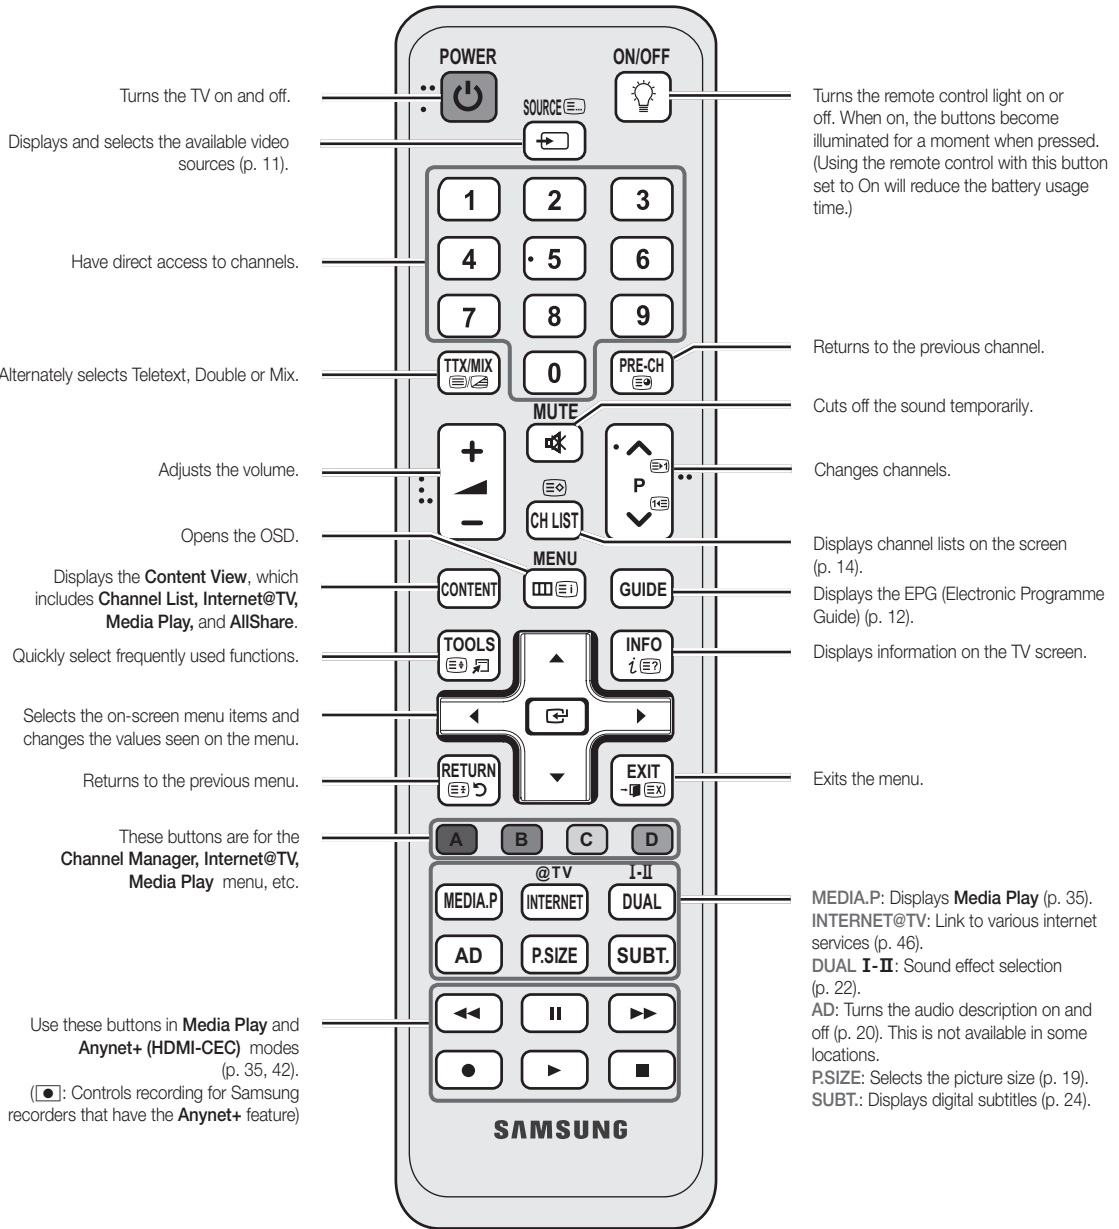 POWER
ON/OFF
Turns the TV on and off.
SOURCE
Displays and selects the available video
sources (p. 11).
Turns the remote control light on or
off. When on, the buttons become
illuminated for a moment when pressed.
(Using the remote control with this button
set to On will reduce the battery usage
time.)
1 2 3
Have direct access to channels.
4 5 6
7 8 9
Alternately selects Teletext, Double or Mix.
TTX/MIX 0 PRE-CH
Returns to the previous channel.
MUTE
Cuts off the sound temporarily.
Adjusts the volume.
+
P
−
1
1
Changes channels.
CH LIST
Displays channel lists on the screen
(p. 14).
Opens the OSD.
MENU
Displays the Content View, which
includes Channel List, Internet@TV,
Media Play, and AllShare.
CONTENT
i
GUIDE
Displays the EPG (Electronic Programme
Guide) (p. 12).
Quickly select frequently used functions.
TOOLS
INFO
i ?
Displays information on the TV screen.
Selects the on-screen menu items and
changes the values seen on the menu.
Returns to the previous menu.
RETURN
EXIT
X
Exits the menu.
These buttons are for the
Channel Manager, Internet@TV,
Media Play menu, etc.
A B C D
@TV I-II
MEDIA.P INTERNET DUAL
AD P.SIZE SUBT.
MEDIA.P: Displays Media Play (p. 35).
INTERNET@TV: Link to various internet
services (p. 46).
DUAL I-II: Sound effect selection
(p. 22).
AD: Turns the audio description on and
off (p. 20). This is not available in some
locations.
P.SIZE: Selects the picture size (p. 19).
SUBT.: Displays digital subtitles (p. 24).
Use these buttons in Media Play and
Anynet+ (HDMI-CEC) modes
(p. 35, 42).
(●: Controls recording for Samsung
recorders that have the Anynet+ feature)
SAMSUNG